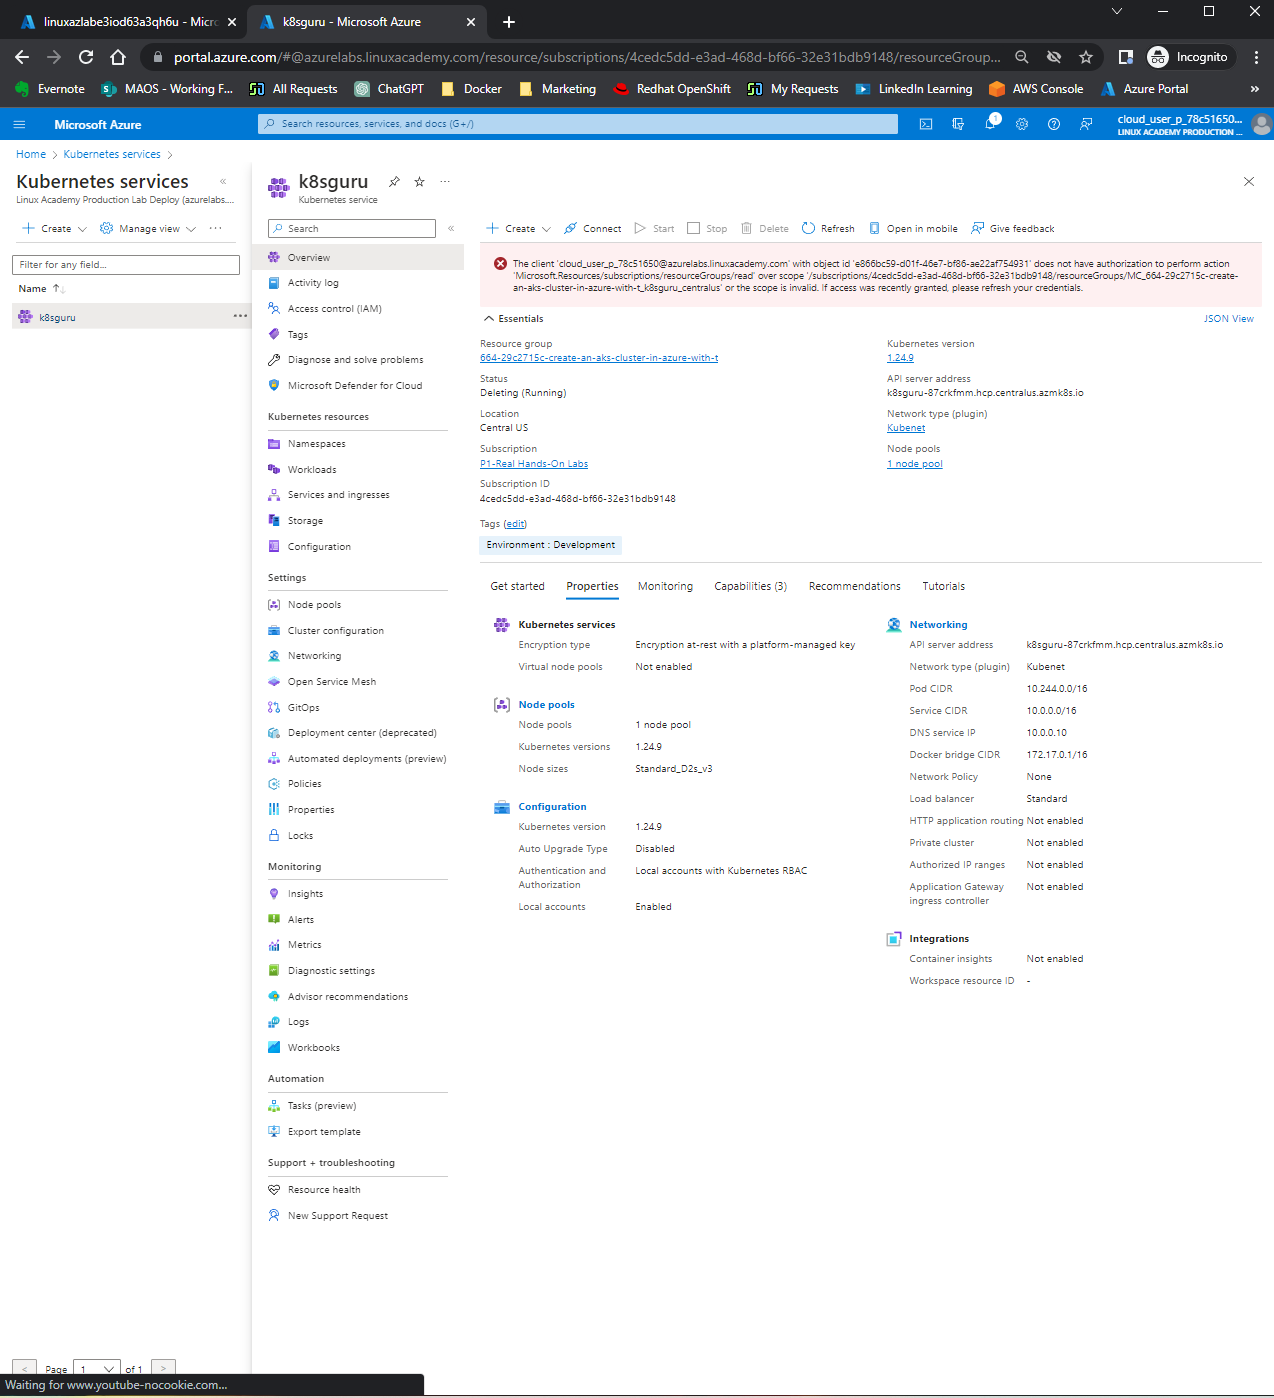 linuxazlabe3iod63a3qh6u - Micro
k8sguru - Microsoft Azure
portal.azure.com/#@azurelabs.linuxacademy.com/resource/subscriptions/4cedc5dd-e3ad-468d-bf66-32e31bdb9148/resourceGroup...
Incognito
Evernote
MAOS - Working F...
All Requests
ChatGPT
Docker
Marketing
Redhat OpenShift
My Requests
LinkedIn Learning
AWS Console
Azure Portal
»
Microsoft Azure
Search resources, services, and docs (G+/)
1
cloud_user_p_78c51650...
LINUX ACADEMY PRODUCTION ...
Home > Kubernetes services >
Kubernetes services
«
Linux Academy Production Lab Deploy (azurelabs....
Create
Manage view
...
Filter for any field...
Name ↑↓
k8sguru
...
k8sguru
...
Kubernetes service
Search
«
Overview
Activity log
Access control (IAM)
Tags
Diagnose and solve problems
Microsoft Defender for Cloud
Kubernetes resources
Namespaces
Workloads
Services and ingresses
Storage
Configuration
Settings
Node pools
Cluster configuration
Networking
Open Service Mesh
GitOps
Deployment center (deprecated)
Automated deployments (preview)
Policies
Properties
Locks
Monitoring
Insights
Alerts
Metrics
Diagnostic settings
Advisor recommendations
Logs
Workbooks
Automation
Tasks (preview)
Export template
Support + troubleshooting
Resource health
New Support Request
Create
Connect
Start
Stop
Delete
Refresh
Open in mobile
Give feedback
The client 'cloud_user_p_78c51650@azurelabs.linuxacademy.com' with object id 'e866bc59-d01f-46e7-bf86-ae22af754931' does not have authorization to perform action
'Microsoft.Resources/subscriptions/resourceGroups/read' over scope '/subscriptions/4cedc5dd-e3ad-468d-bf66-32e31bdb9148/resourceGroups/MC_664-29c2715c-create-
an-aks-cluster-in-azure-with-t_k8sguru_centralus' or the scope is invalid. If access was recently granted, please refresh your credentials.
Essentials
JSON View
Resource group
664-29c2715c-create-an-aks-cluster-in-azure-with-t
Status
Deleting (Running)
Location
Central US
Subscription
P1-Real Hands-On Labs
Subscription ID
4cedc5dd-e3ad-468d-bf66-32e31bdb9148
Kubernetes version
1.24.9
API server address
k8sguru-87crkfmm.hcp.centralus.azmk8s.io
Network type (plugin)
Kubenet
Node pools
1 node pool
Tags (edit)
Environment : Development
Get started
Properties
Monitoring
Capabilities (3)
Recommendations
Tutorials
Kubernetes services
Encryption type Encryption at-rest with a platform-managed key
Virtual node pools Not enabled
Node pools
Node pools 1 node pool
Kubernetes versions 1.24.9
Node sizes Standard_D2s_v3
Configuration
Kubernetes version 1.24.9
Auto Upgrade Type Disabled
Authentication and Local accounts with Kubernetes RBAC
Authorization
Local accounts Enabled
Networking
API server address k8sguru-87crkfmm.hcp.centralus.azmk8s.io
Network type (plugin) Kubenet
Pod CIDR 10.244.0.0/16
Service CIDR 10.0.0.0/16
DNS service IP 10.0.0.10
Docker bridge CIDR 172.17.0.1/16
Network Policy None
Load balancer Standard
HTTP application routing Not enabled
Private cluster Not enabled
Authorized IP ranges Not enabled
Application Gateway Not enabled
ingress controller
Integrations
Container insights Not enabled
Workspace resource ID -
< Page 1 of 1 >
Waiting for www.youtube-nocookie.com...